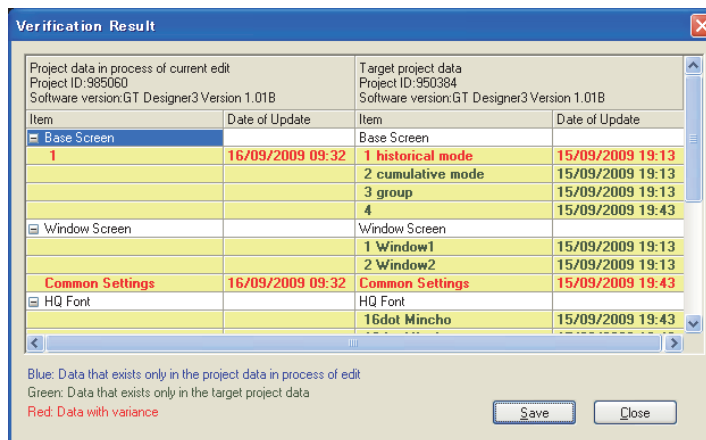 Verification Result
Project data in process of current edit Target project data
Project ID:985060 Project ID:950384
Software version:GT Designer3 Version 1.01B Software version:GT Designer3 Version 1.01B
Item Date of Update Item Date of Update
Base Screen Base Screen
1 16/09/2009 09:32 1 historical mode 15/09/2009 19:13
2 cumulative mode 15/09/2009 19:13
3 group 15/09/2009 19:13
4 15/09/2009 19:43
Window Screen Window Screen
1 Window1 15/09/2009 19:13
2 Window2 15/09/2009 19:13
Common Settings 16/09/2009 09:32 Common Settings 15/09/2009 19:43
HQ Font HQ Font
16dot Mincho 15/09/2009 19:43
Blue: Data that exists only in the project data in process of edit
Green: Data that exists only in the target project data
Red: Data with variance
Save Close